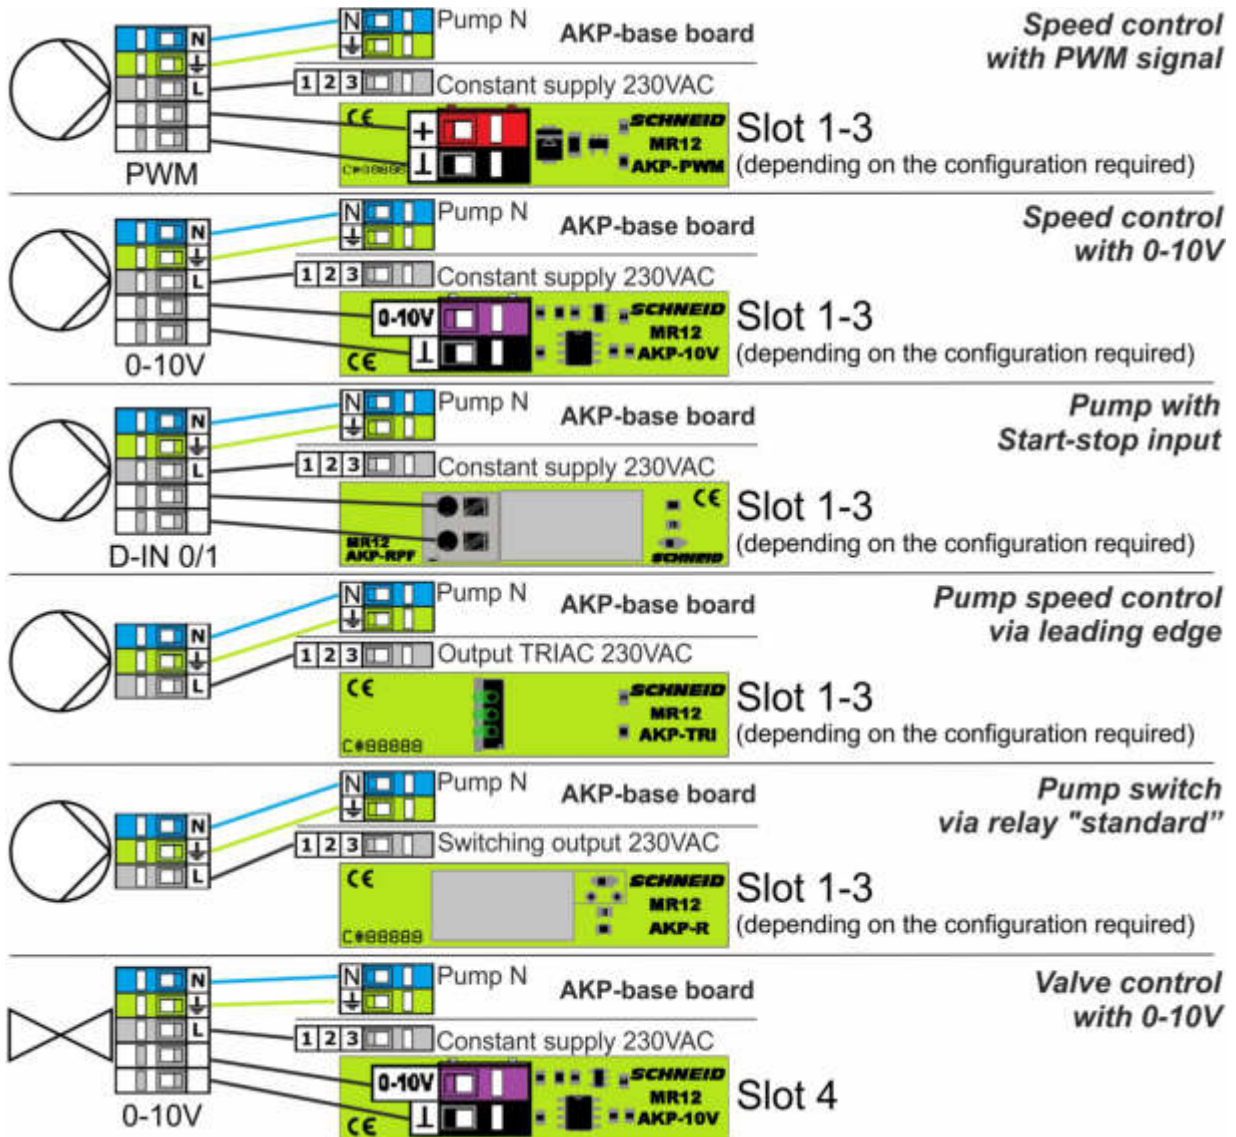 N Pump N
AKP-base board
Speed control
with PWM signal
N
L
1 2 3 Constant supply 230VAC
+
SCHNEID
MR12
AKP-PWM
Slot 1-3
(depending on the configuration required)
PWM
N Pump N
AKP-base board
Speed control
with 0-10V
N
L
1 2 3 Constant supply 230VAC
0-10V
SCHNEID
MR12
AKP-10V
Slot 1-3
(depending on the configuration required)
CE
0-10V
N Pump N
AKP-base board
Pump with
Start-stop input
N
L
1 2 3 Constant supply 230VAC
CE
Slot 1-3
(depending on the configuration required)
MR12
AKP-RPF
SCHNEID
D-IN 0/1
N Pump N
AKP-base board
Pump speed control
via leading edge
N
L
1 2 3 Output TRIAC 230VAC
CE
SCHNEID
MR12
AKP-TRI
Slot 1-3
(depending on the configuration required)
N Pump N
AKP-base board
Pump switch
via relay "standard”
N
L
1 2 3 Switching output 230VAC
CE
SCHNEID
MR12
AKP-R
Slot 1-3
(depending on the configuration required)
N Pump N
AKP-base board
Valve control
with 0-10V
N
L
1 2 3 Constant supply 230VAC
0-10V
SCHNEID
MR12
AKP-10V
Slot 4
CE
0-10V